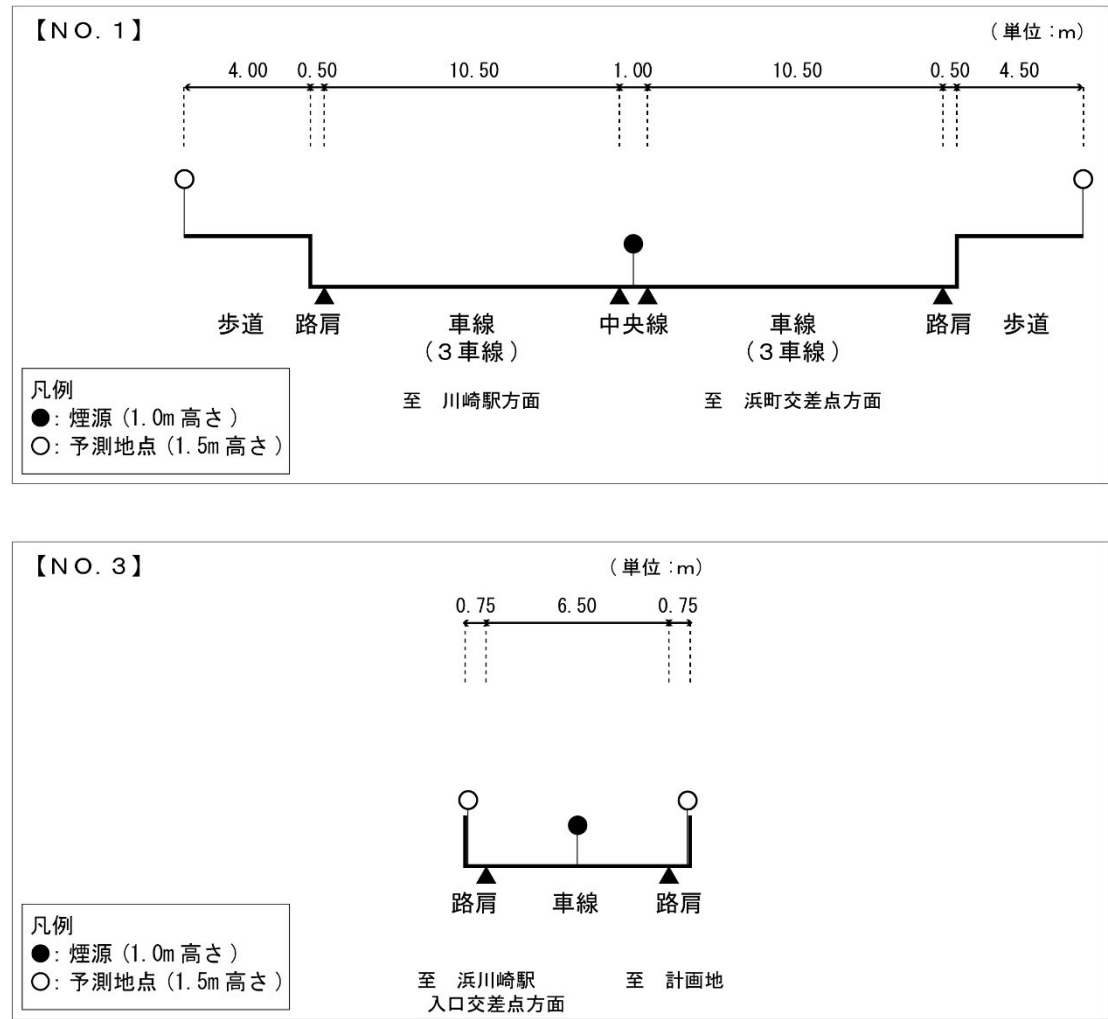 【NO.1】
(単位:m)
4.00 0.50 10.50 1.00 10.50 0.50 4.50
歩道 路肩 車線 中央線 車線 路肩 歩道
(3車線) (3車線)
至 川崎駅方面 至 浜町交差点方面
凡例
●:煙源(1.0m高さ)
○:予測地点(1.5m高さ)
【NO.3】
(単位:m)
0.75 6.50 0.75
路肩 車線 路肩
至 浜川崎駅 至 計画地
入口交差点方面
凡例
●:煙源(1.0m高さ)
○:予測地点(1.5m高さ)